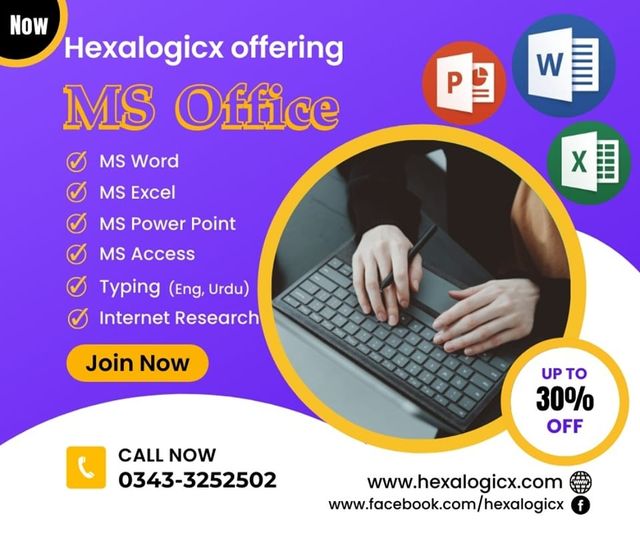 Now
Hexalogicx offering
MS Office
MS Word
MS Excel
MS Power Point
MS Access
Typing (Eng, Urdu)
Internet Research
Join Now
P
W
X
UP TO
30%
OFF
CALL NOW
0343-3252502
www.hexalogicx.com
www.facebook.com/hexalogicx